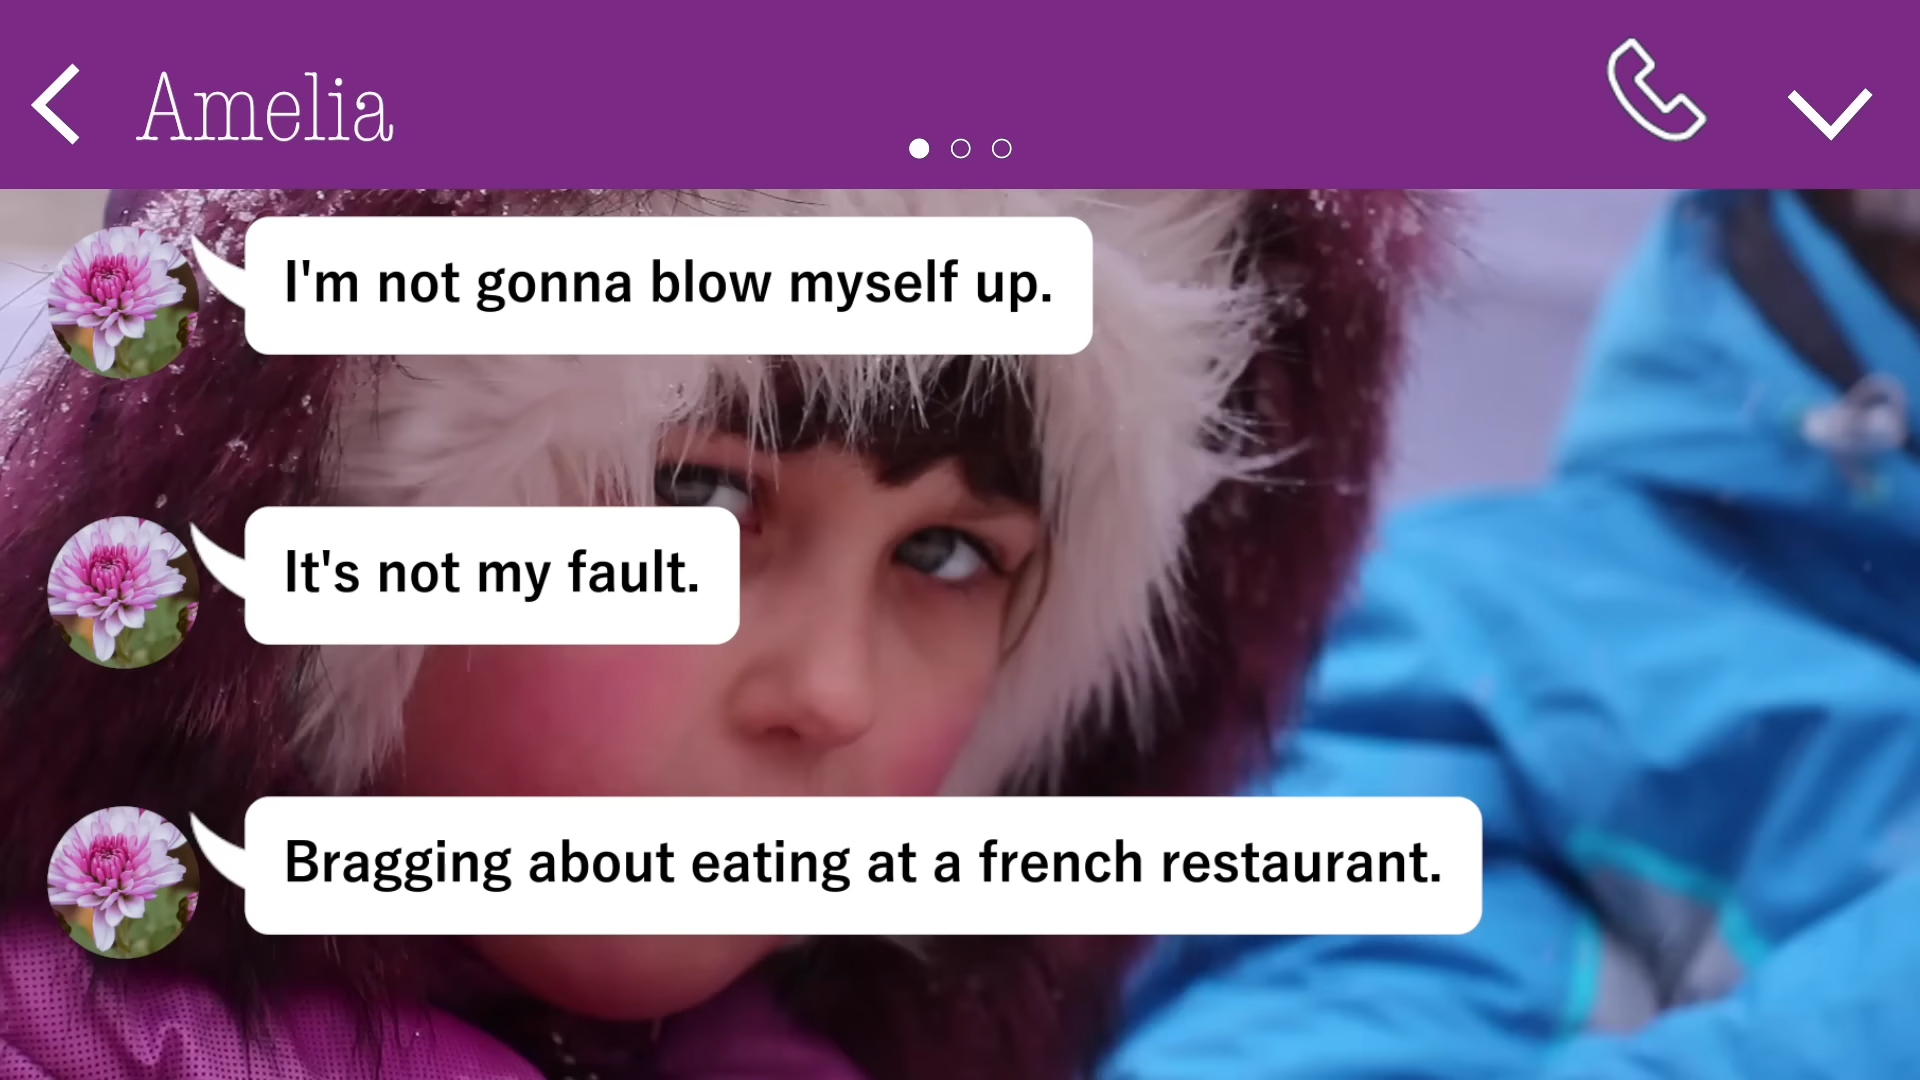 Amelia
I'm not gonna blow myself up.
It's not my fault.
Bragging about eating at a french restaurant.